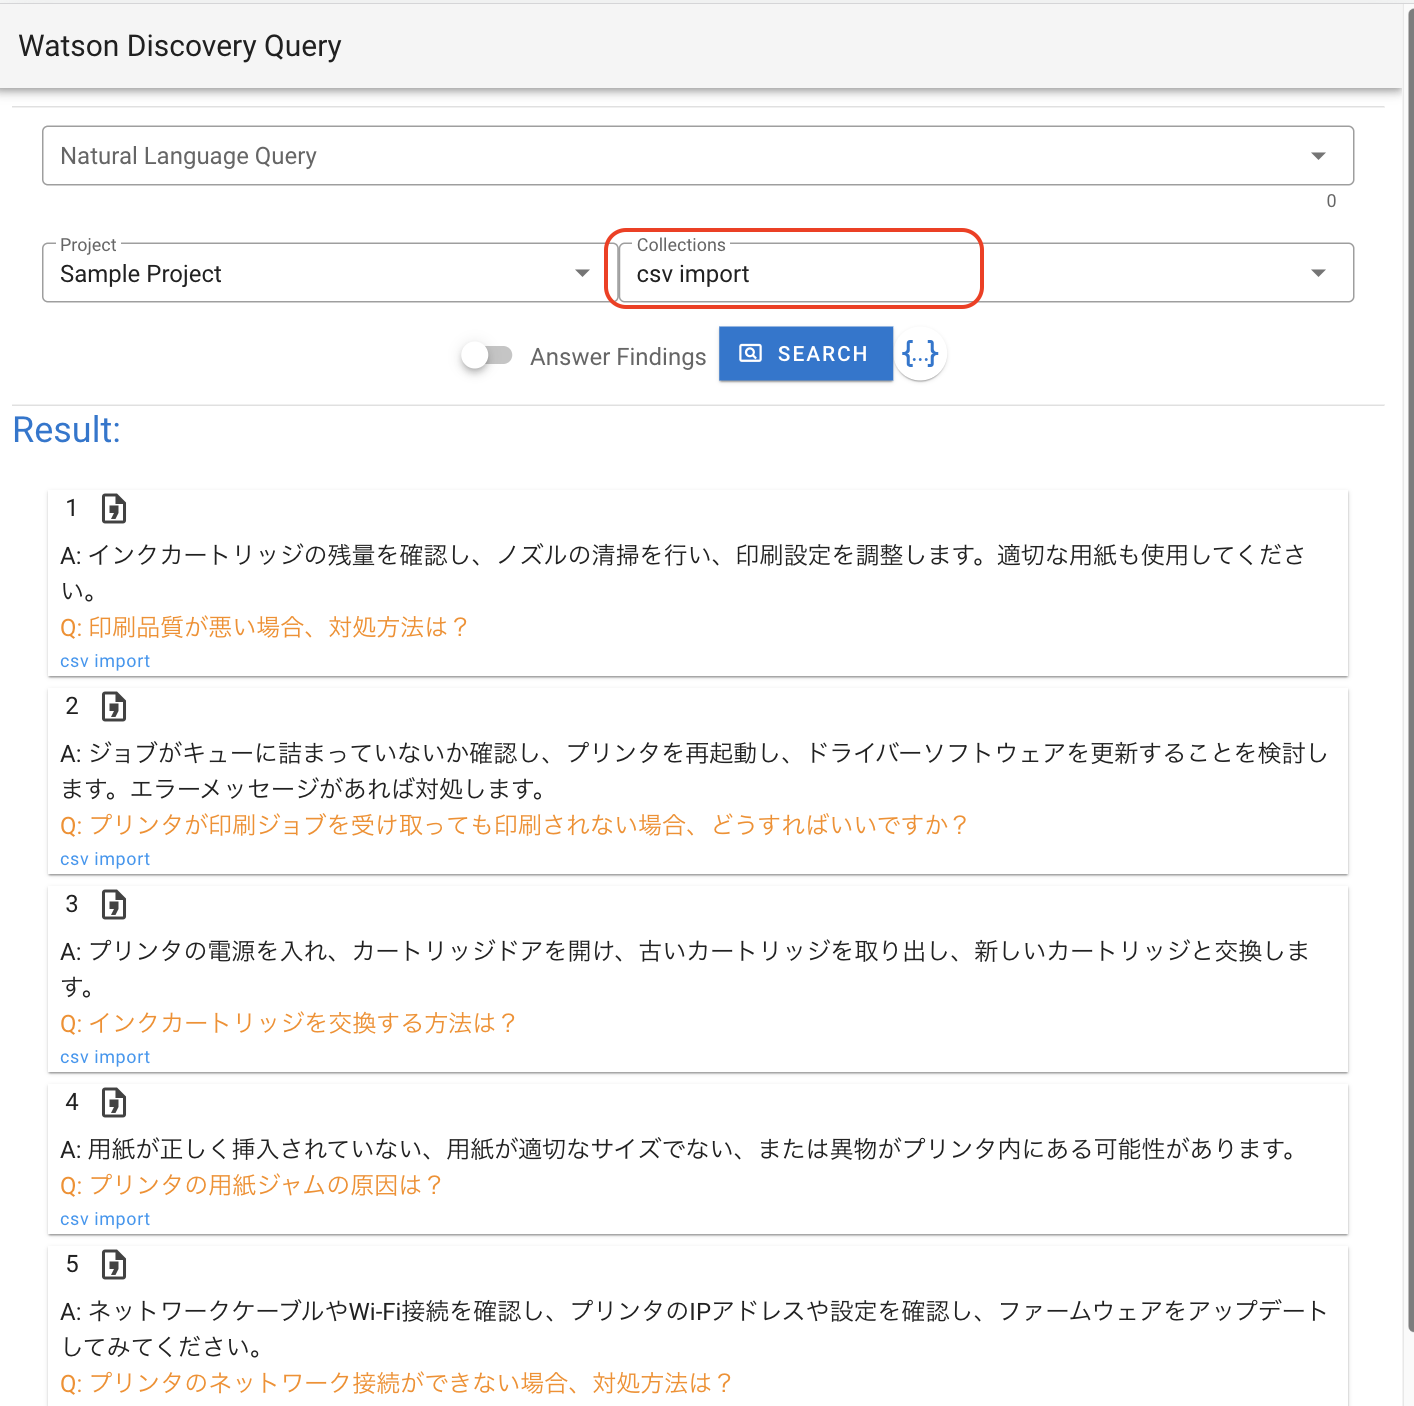 Watson Discovery Query
Natural Language Query
0
Project
Sample Project
Collections
csv import
Answer Findings
SEARCH
{...}
Result:
1
A: インクカートリッジの残量を確認し、ノズルの清掃を行い、印刷設定を調整します。適切な用紙も使用してくださ
い。
Q: 印刷品質が悪い場合、対処方法は？
csv import
2
A: ジョブがキューに詰まっていないか確認し、プリンタを再起動し、ドライバーソフトウェアを更新することを検討し
ます。エラーメッセージがあれば対処します。
Q: プリンタが印刷ジョブを受け取っても印刷されない場合、どうすればいいですか？
csv import
3
A: プリンタの電源を入れ、カートリッジドアを開け、古いカートリッジを取り出し、新しいカートリッジと交換しま
す。
Q: インクカートリッジを交換する方法は？
csv import
4
A: 用紙が正しく挿入されていない、用紙が適切なサイズでない、または異物がプリンタ内にある可能性があります。
Q: プリンタの用紙ジャムの原因は？
csv import
5
A: ネットワークケーブルやWi-Fi接続を確認し、プリンタのIPアドレスや設定を確認し、ファームウェアをアップデート
してみてください。
Q: プリンタのネットワーク接続ができない場合、対処方法は？